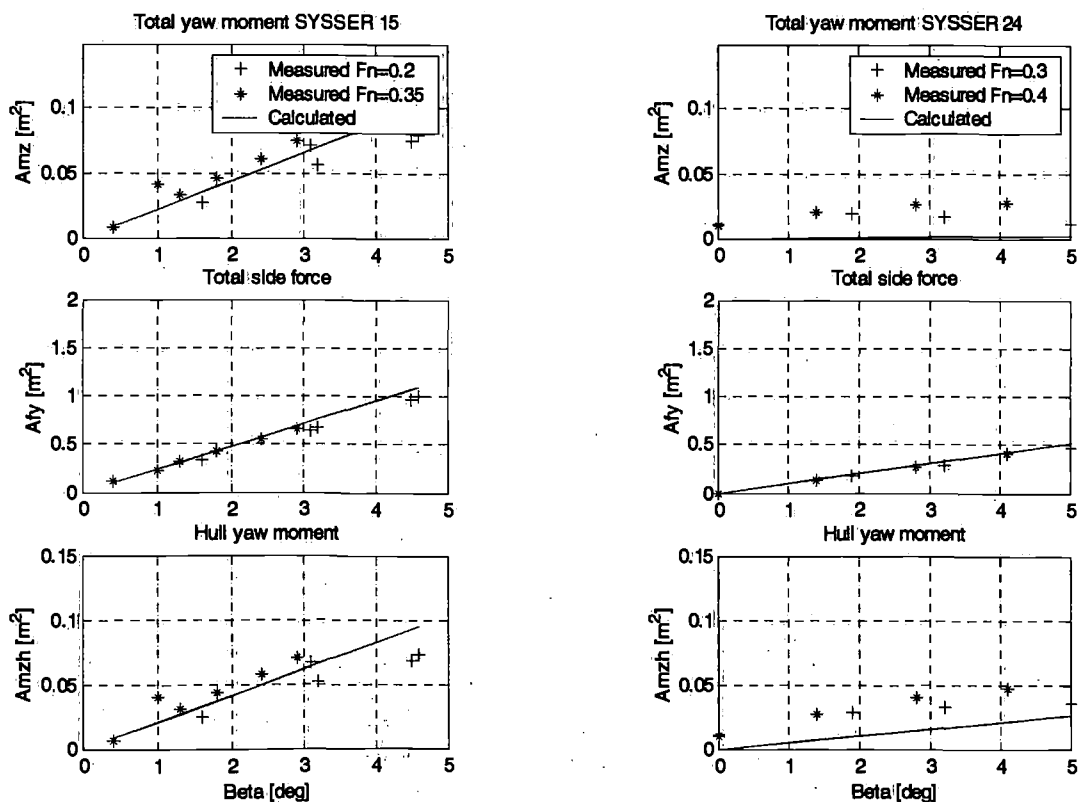 Total yaw moment SYSSER 15
+ Measured Fn=0.2
* Measured Fn=0.35
Calculated
Amz [m²]
0.1
0.05
0
0 1 2 3 4 5
Total side force
Afy [m²]
2
1.5
1
0.5
0
0 1 2 3 4 5
Hull yaw moment
Amzh [m²]
0.15
0.1
0.05
0
0 1 2 3 4 5
Beta [deg]
Total yaw moment SYSSER 24
+ Measured Fn=0.3
* Measured Fn=0.4
Calculated
Amz [m²]
0.1
0.05
0
0 1 2 3 4 5
Total side force
Afy [m²]
2
1.5
1
0.5
0
0 1 2 3 4 5
Hull yaw moment
Amzh [m²]
0.15
0.1
0.05
0
0 1 2 3 4 5
Beta [deg]